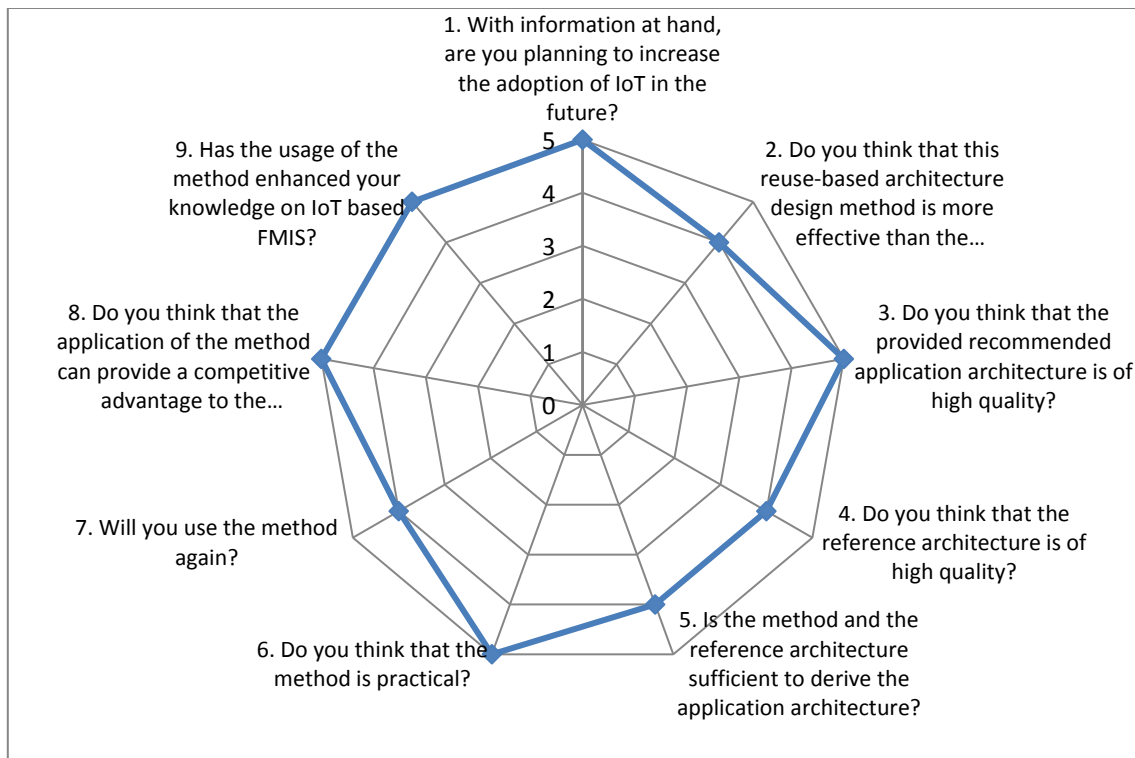 1. With information at hand,
are you planning to increase
the adoption of IoT in the
future?
2. Do you think that this
reuse-based architecture
design method is more
effective than the…
3. Do you think that the
provided recommended
application architecture is of
high quality?
4. Do you think that the
reference architecture is of
high quality?
5. Is the method and the
reference architecture
sufficient to derive the
application architecture?
6. Do you think that the
method is practical?
7. Will you use the method
again?
8. Do you think that the
application of the method
can provide a competitive
advantage to the…
9. Has the usage of the
method enhanced your
knowledge on IoT based
FMIS?
5
4
3
2
1
0